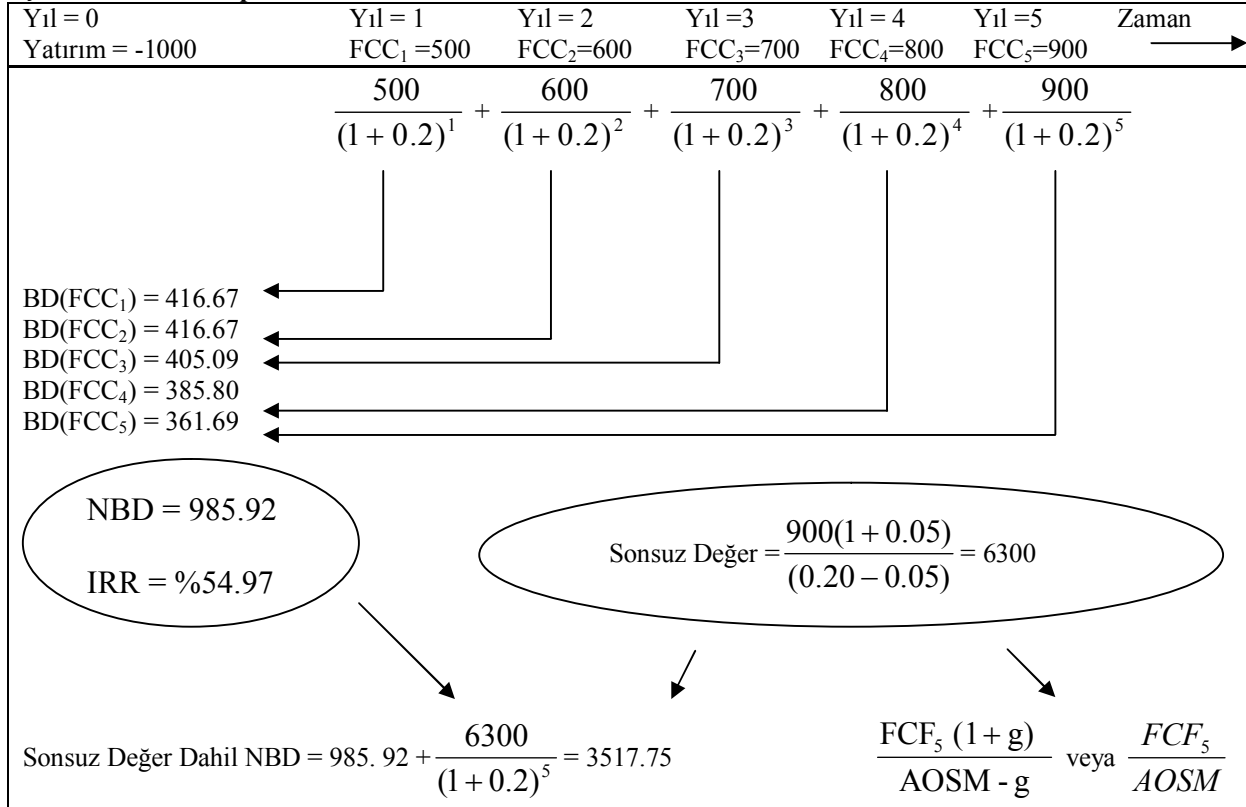 Yıl = 0 Yıl = 1 Yıl = 2 Yıl =3 Yıl = 4 Yıl =5 Zaman
Yatırım = -1000 FCC₁ =500 FCC₂=600 FCC₃=700 FCC₄=800 FCC₅=900
500/(1 + 0.2)¹ + 600/(1 + 0.2)² + 700/(1 + 0.2)³ + 800/(1 + 0.2)⁴ + 900/(1 + 0.2)⁵
BD(FCC₁) = 416.67
BD(FCC₂) = 416.67
BD(FCC₃) = 405.09
BD(FCC₄) = 385.80
BD(FCC₅) = 361.69
NBD = 985.92
IRR = %54.97
Sonsuz Değer = 900(1 + 0.05)/(0.20 – 0.05) = 6300
Sonsuz Değer Dahil NBD = 985. 92 + 6300/(1 + 0.2)⁵ = 3517.75
FCF₅ (1 + g)/AOSM - g veya FCF₅/AOSM